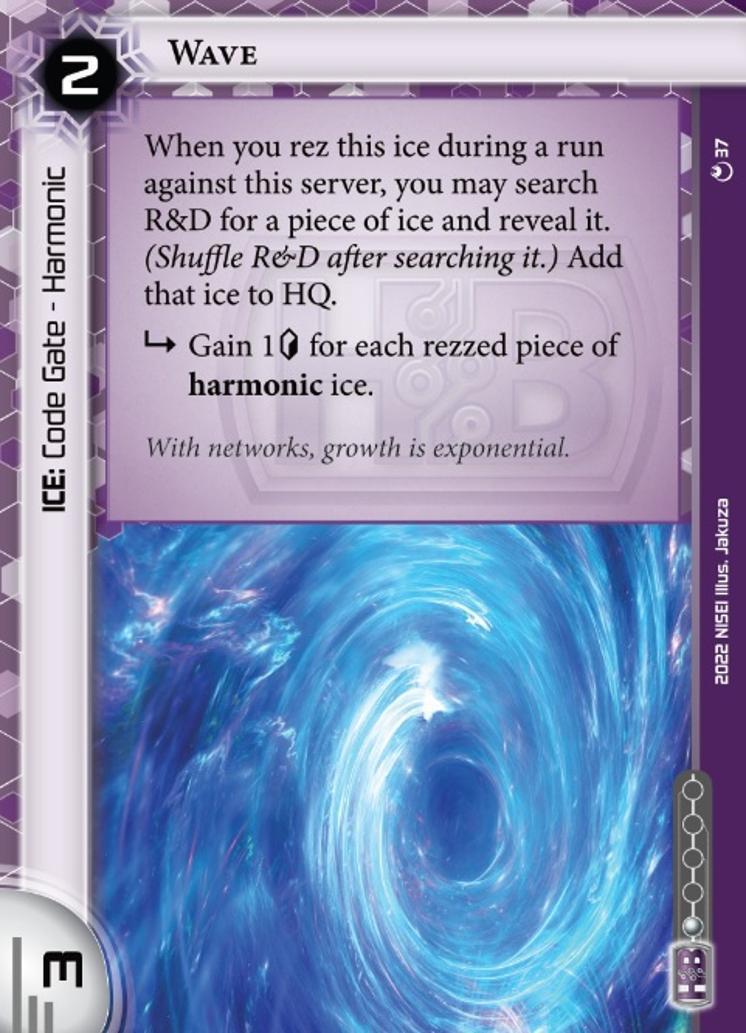 2
WAVE
When you rez this ice during a run
against this server, you may search
R&D for a piece of ice and reveal it.
(Shuffle R&D after searching it.) Add
that ice to HQ.
↳ Gain 1 for each rezzed piece of
harmonic ice.
With networks, growth is exponential.
ICE: Code Gate - Harmonic
37
2022 NISEI Illus. Jakuza
3
HB